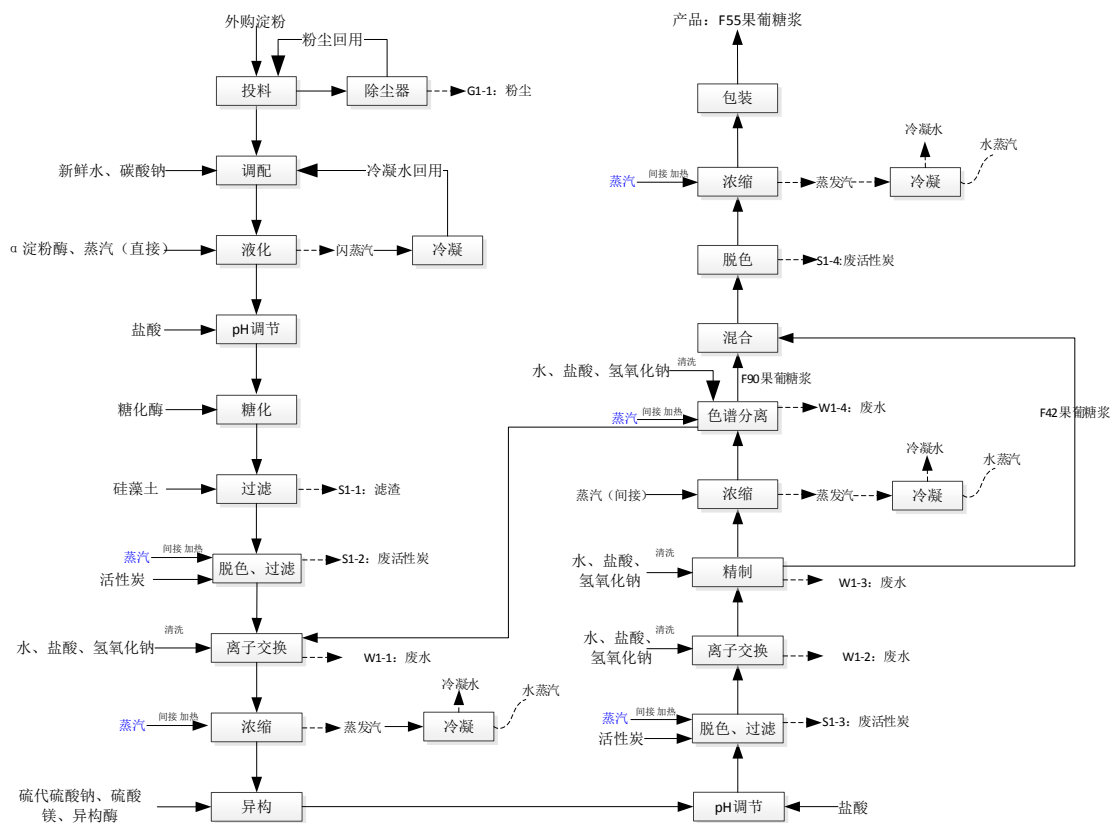 外购淀粉
粉尘回用
投料
除尘器
G1-1：粉尘
新鲜水、碳酸钠
调配
冷凝水回用
α淀粉酶、蒸汽（直接）
液化
闪蒸汽
冷凝
盐酸
pH调节
糖化酶
糖化
硅藻土
过滤
S1-1：滤渣
蒸汽
间接加热
活性炭
脱色、过滤
S1-2：废活性炭
水、盐酸、氢氧化钠
清洗
离子交换
W1-1：废水
蒸汽
间接加热
浓缩
蒸发汽
冷凝
冷凝水
水蒸汽
硫代硫酸钠、硫酸
镁、异构酶
异构
产品：F55果葡糖浆
包装
蒸汽
间接加热
浓缩
蒸发汽
冷凝
冷凝水
水蒸汽
脱色
S1-4:废活性炭
混合
水、盐酸、氢氧化钠
清洗
F90果葡糖浆
蒸汽
间接加热
色谱分离
W1-4：废水
F42果葡糖浆
蒸汽（间接）
浓缩
蒸发汽
冷凝
冷凝水
水蒸汽
水、盐酸、
氢氧化钠
清洗
精制
W1-3：废水
水、盐酸、
氢氧化钠
清洗
离子交换
W1-2：废水
蒸汽
间接加热
活性炭
脱色、过滤
S1-3：废活性炭
pH调节
盐酸